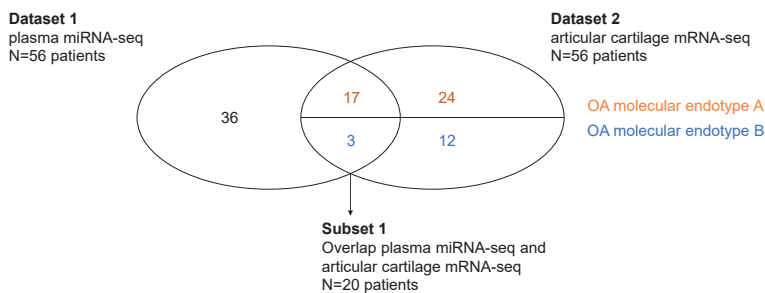 Dataset 1
plasma miRNA-seq
N=56 patients
Dataset 2
articular cartilage mRNA-seq
N=56 patients
36
17
24
3
12
OA molecular endotype A
OA molecular endotype B
Subset 1
Overlap plasma miRNA-seq and
articular cartilage mRNA-seq
N=20 patients